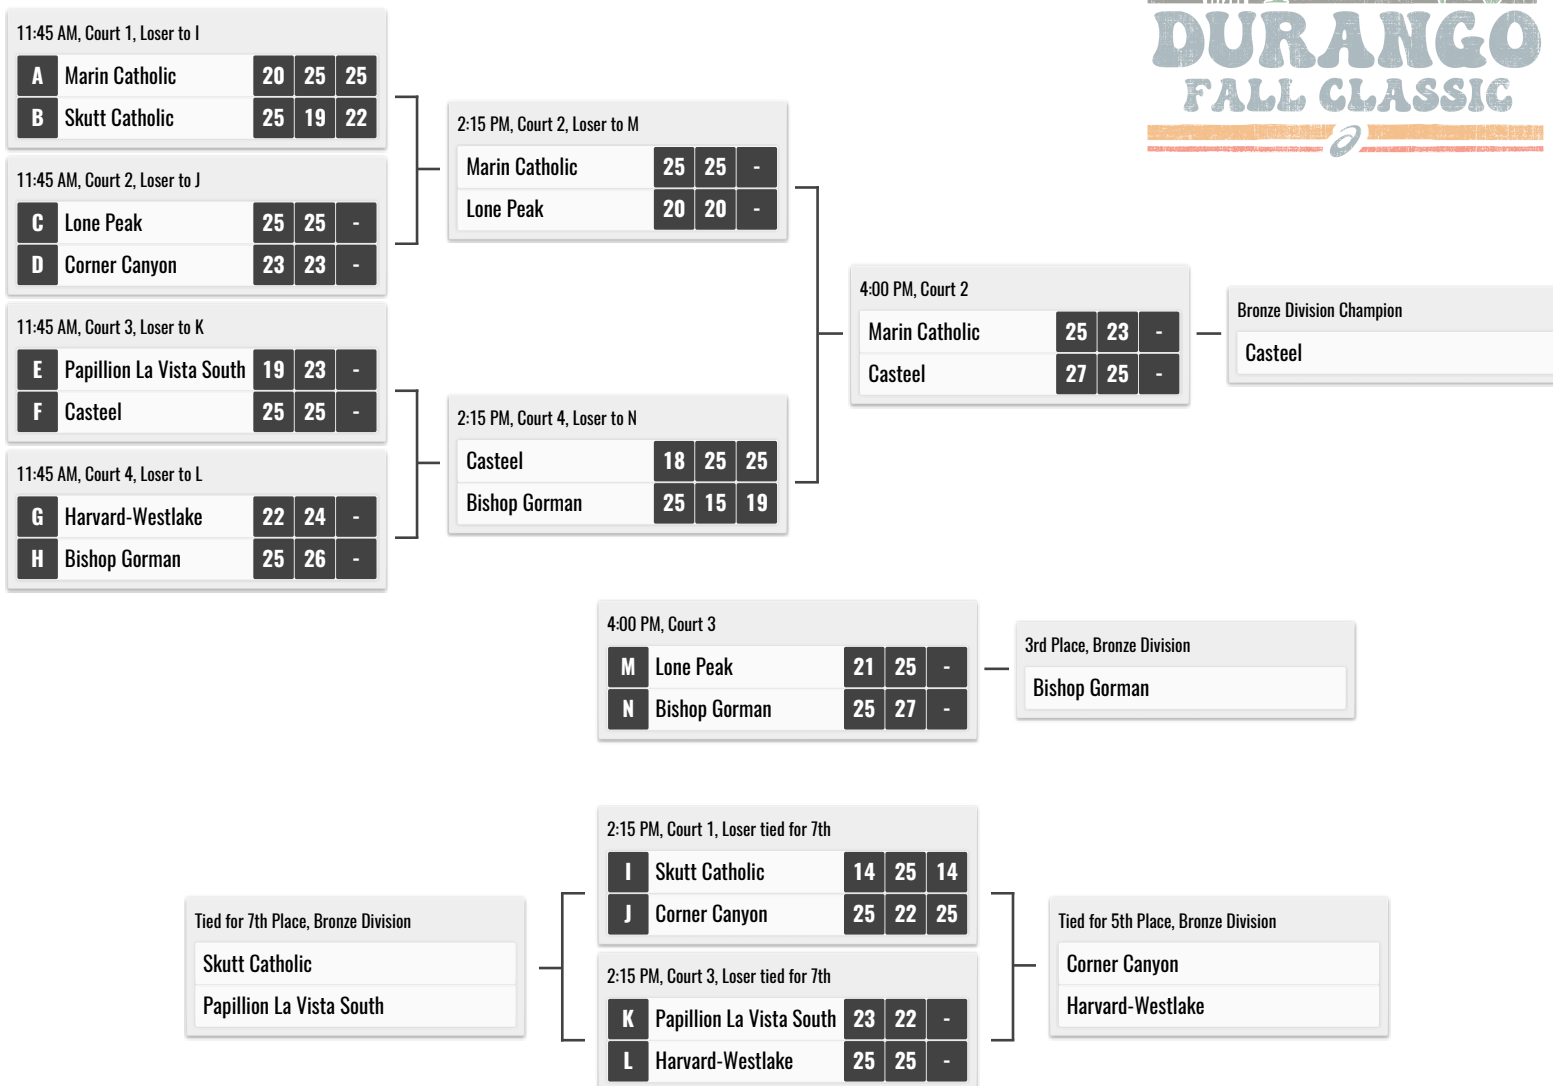 DURANGO
FALL CLASSIC
11:45 AM, Court 1, Loser to I
A Marin Catholic 20 25 25
B Skutt Catholic 25 19 22
11:45 AM, Court 2, Loser to J
C Lone Peak 25 25 -
D Corner Canyon 23 23 -
11:45 AM, Court 3, Loser to K
E Papillion La Vista South 19 23 -
F Casteel 25 25 -
11:45 AM, Court 4, Loser to L
G Harvard-Westlake 22 24 -
H Bishop Gorman 25 26 -
2:15 PM, Court 2, Loser to M
Marin Catholic 25 25 -
Lone Peak 20 20 -
2:15 PM, Court 4, Loser to N
Casteel 18 25 25
Bishop Gorman 25 15 19
4:00 PM, Court 2
Marin Catholic 25 23 -
Casteel 27 25 -
Bronze Division Champion
Casteel
4:00 PM, Court 3
M Lone Peak 21 25 -
N Bishop Gorman 25 27 -
3rd Place, Bronze Division
Bishop Gorman
2:15 PM, Court 1, Loser tied for 7th
I Skutt Catholic 14 25 14
J Corner Canyon 25 22 25
2:15 PM, Court 3, Loser tied for 7th
K Papillion La Vista South 23 22 -
L Harvard-Westlake 25 25 -
Tied for 7th Place, Bronze Division
Skutt Catholic
Papillion La Vista South
Tied for 5th Place, Bronze Division
Corner Canyon
Harvard-Westlake